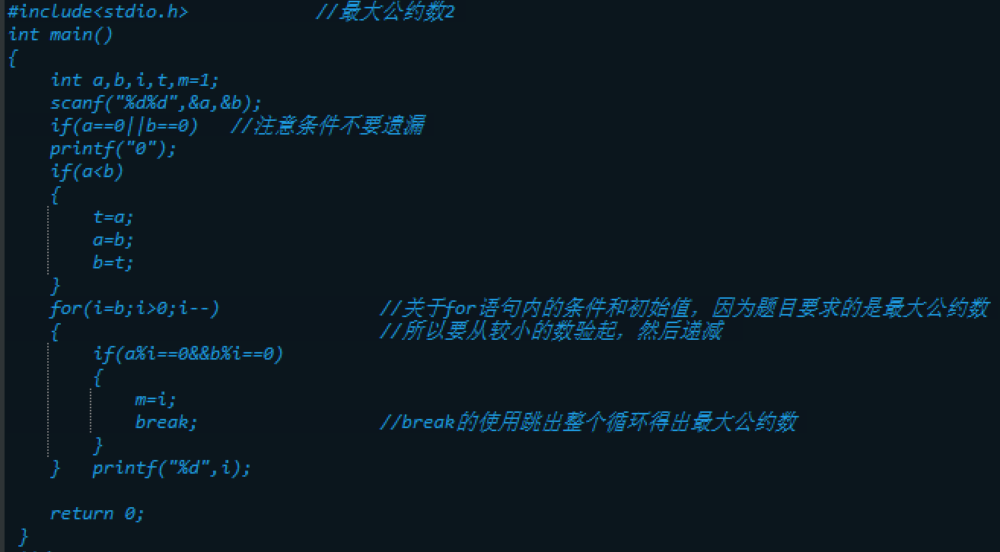 #include<stdio.h> //最大公约数2
int main()
{
int a,b,i,t,m=1;
scanf("%d%d",&a,&b);
if(a==0||b==0) //注意条件不要遗漏
printf("0");
if(a<b)
{
t=a;
a=b;
b=t;
}
for(i=b;i>0;i--) //关于for语句内的条件和初始值，因为题目要求的是最大公约数
{ //所以要从较小的数验起，然后递减
if(a%i==0&&b%i==0)
{
m=i;
break; //break的使用跳出整个循环得出最大公约数
}
} printf("%d",i);
return 0;
}